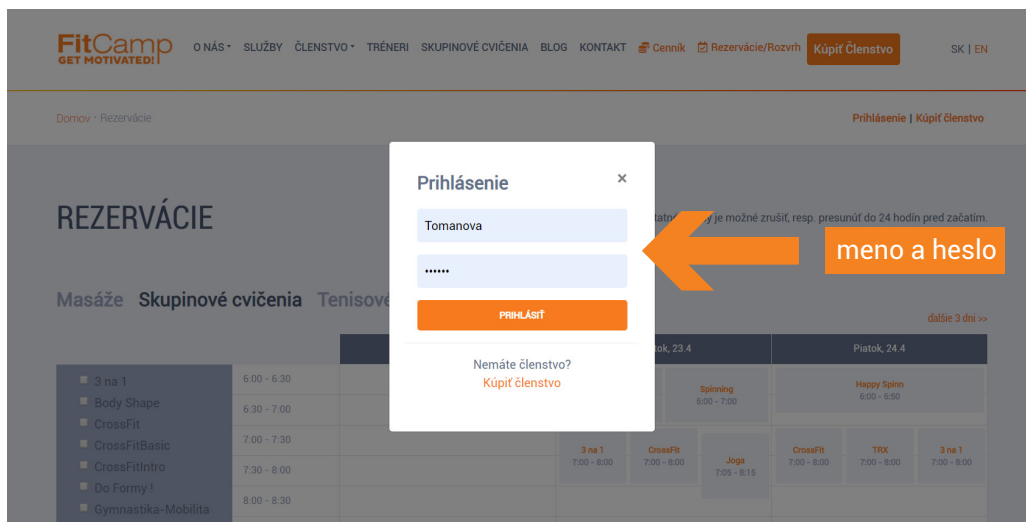 FitCamp
GET MOTIVATED!
O NÁS SLUŽBY ČLENSTVO TRÉNERI SKUPINOVÉ CVIČENIA BLOG KONTAKT Cenník Rezervácie/Rozvrh Kúpiť Členstvo SK | EN
Domov · Rezervácie
Prihlásenie | Kúpiť členstvo
Prihlásenie ×
REZERVÁCIE
Tomanova
je možné zrušiť, resp. presunúť do 24 hodín pred začatím.
meno a heslo
••••••
Masáže Skupinové cvičenia
PRIHLÁSIŤ
ďalšie 3 dni >>
23.4
Piatok, 24.4
Nemáte členstvo?
Kúpiť členstvo
3 na 1
Body Shape
CrossFit
CrossFitBasic
CrossFitIntro
Do Formy !
Gymnastika-Mobilita
6:00 - 6:30
6:30 - 7:00
7:00 - 7:30
7:30 - 8:00
8:00 - 8:30
Spinning
6:00 - 7:00
Happy Spinn
6:00 - 6:50
3 na 1
7:00 - 8:00
CrossFit
7:00 - 8:00
Joga
7:05 - 8:15
CrossFit
7:00 - 8:00
TRX
7:00 - 8:00
3 na 1
7:00 - 8:00